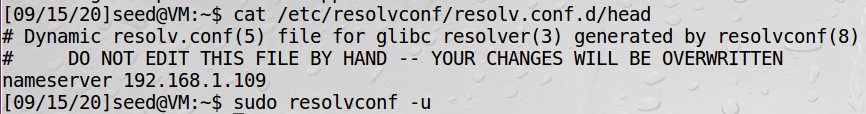 [09/15/20]seed@VM:~$ cat /etc/resolvconf/resolv.conf.d/head
# Dynamic resolv.conf(5) file for glibc resolver(3) generated by resolvconf(8)
#     DO NOT EDIT THIS FILE BY HAND -- YOUR CHANGES WILL BE OVERWRITTEN
nameserver 192.168.1.109
[09/15/20]seed@VM:~$ sudo resolvconf -u